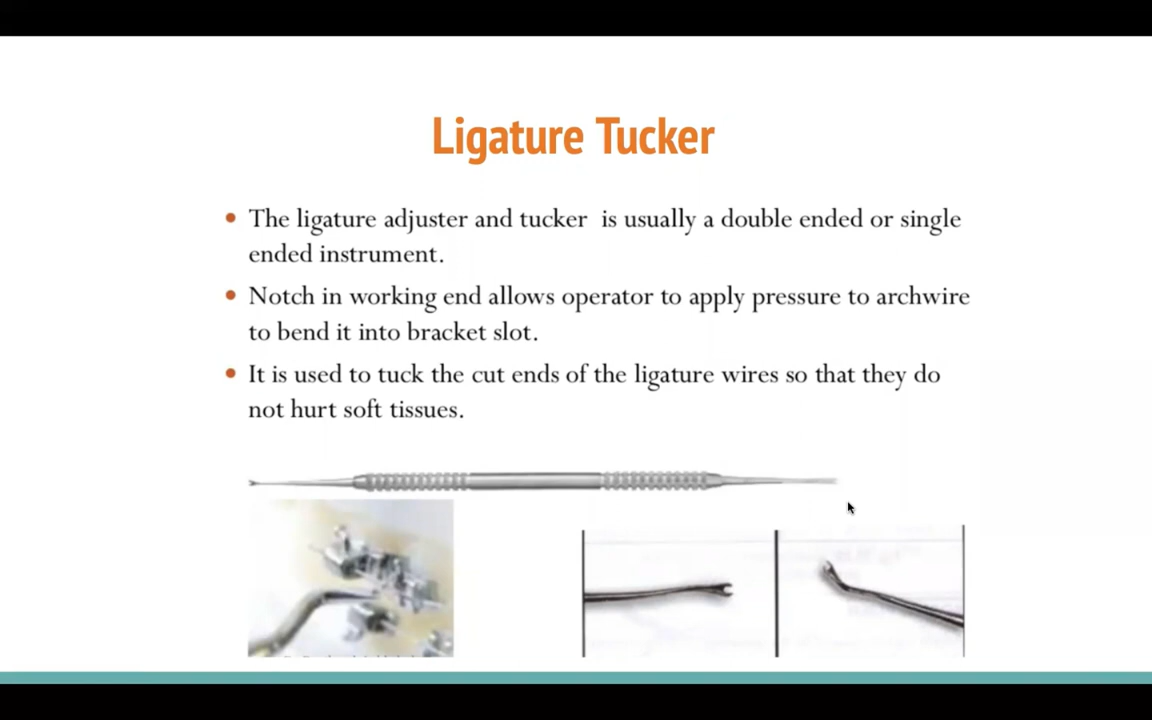 Ligature Tucker
• The ligature adjuster and tucker is usually a double ended or single
ended instrument.
• Notch in working end allows operator to apply pressure to archwire
to bend it into bracket slot.
• It is used to tuck the cut ends of the ligature wires so that they do
not hurt soft tissues.